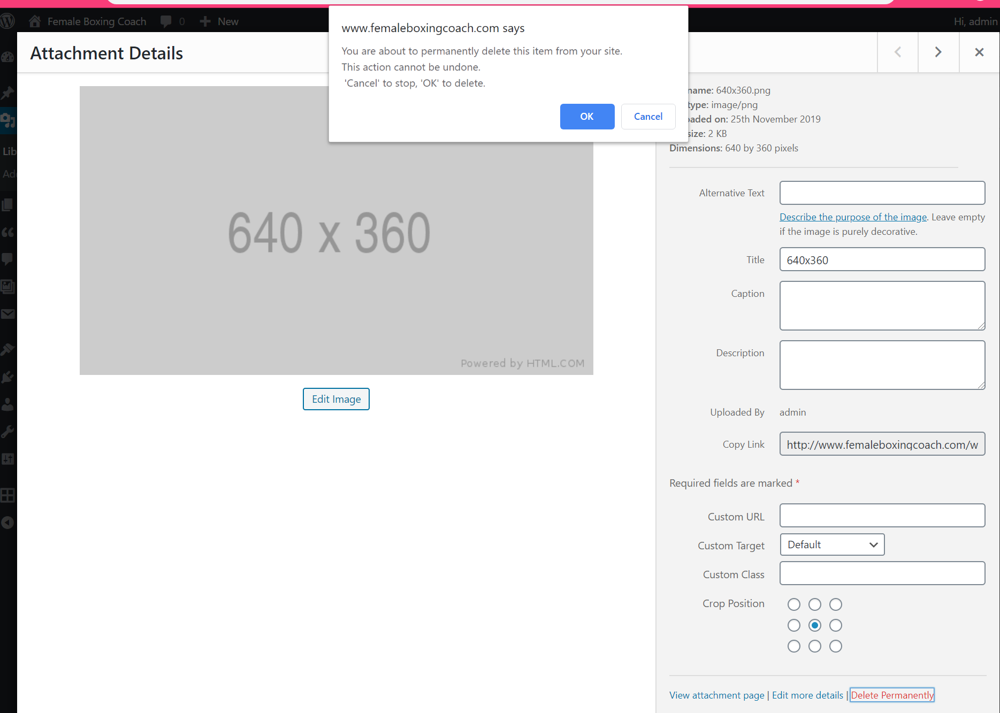 Female Boxing Coach 0 New
Hi, admin
www.femaleboxingcoach.com says
You are about to permanently delete this item from your site.
This action cannot be undone.
'Cancel' to stop, 'OK' to delete.
OK Cancel
Attachment Details
Lib
Ad
640 x 360
Powered by HTML.COM
Edit Image
name: 640x360.png
type: image/png
aded on: 25th November 2019
size: 2 KB
Dimensions: 640 by 360 pixels
Alternative Text
Describe the purpose of the image. Leave empty
if the image is purely decorative.
Title 640x360
Caption
Description
Uploaded By admin
Copy Link http://www.femaleboxingcoach.com/w
Required fields are marked *
Custom URL
Custom Target Default
Custom Class
Crop Position
View attachment page | Edit more details | Delete Permanently